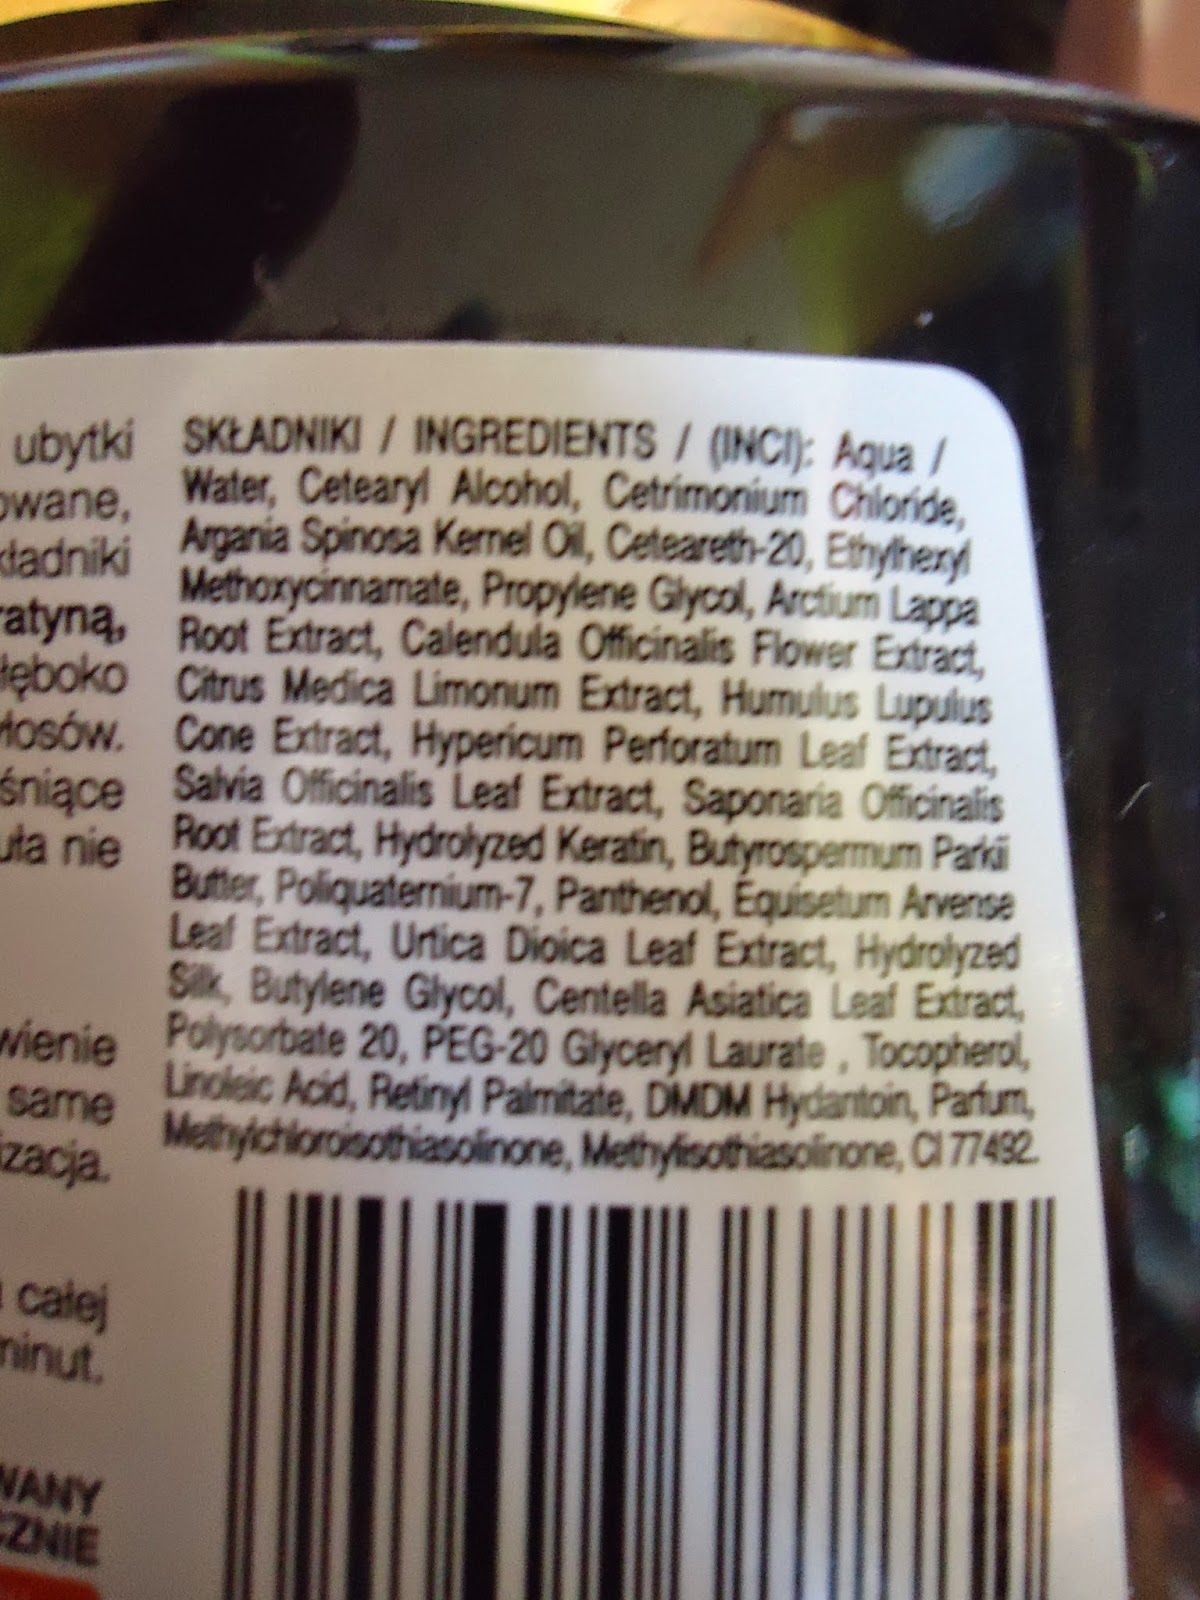 ubytki
owane,
kładniki
ratyną,
łęboko
włosów.
śniące
uła nie
wienie
same
izacja.
całej
minut.
WANY
CZNIE
SKŁADNIKI / INGREDIENTS / (INCI): Aqua /
Water, Cetearyl Alcohol, Cetrimonium Chloride,
Argania Spinosa Kernel Oil, Ceteareth-20, Ethylhexyl
Methoxycinnamate, Propylene Glycol, Arctium Lappa
Root Extract, Calendula Officinalis Flower Extract,
Citrus Medica Limonum Extract, Humulus Lupulus
Cone Extract, Hypericum Perforatum Leaf Extract,
Salvia Officinalis Leaf Extract, Saponaria Officinalis
Root Extract, Hydrolyzed Keratin, Butyrospermum Parkii
Butter, Poliquaternium-7, Panthenol, Equisetum Arvense
Leaf Extract, Urtica Dioica Leaf Extract, Hydrolyzed
Silk, Butylene Glycol, Centella Asiatica Leaf Extract,
Polysorbate 20, PEG-20 Glyceryl Laurate , Tocopherol,
Linoleic Acid, Retinyl Palmitate, DMDM Hydantoin, Parfum,
Methylchloroisothiasolinone, Methylisothiasolinone, CI 77492.